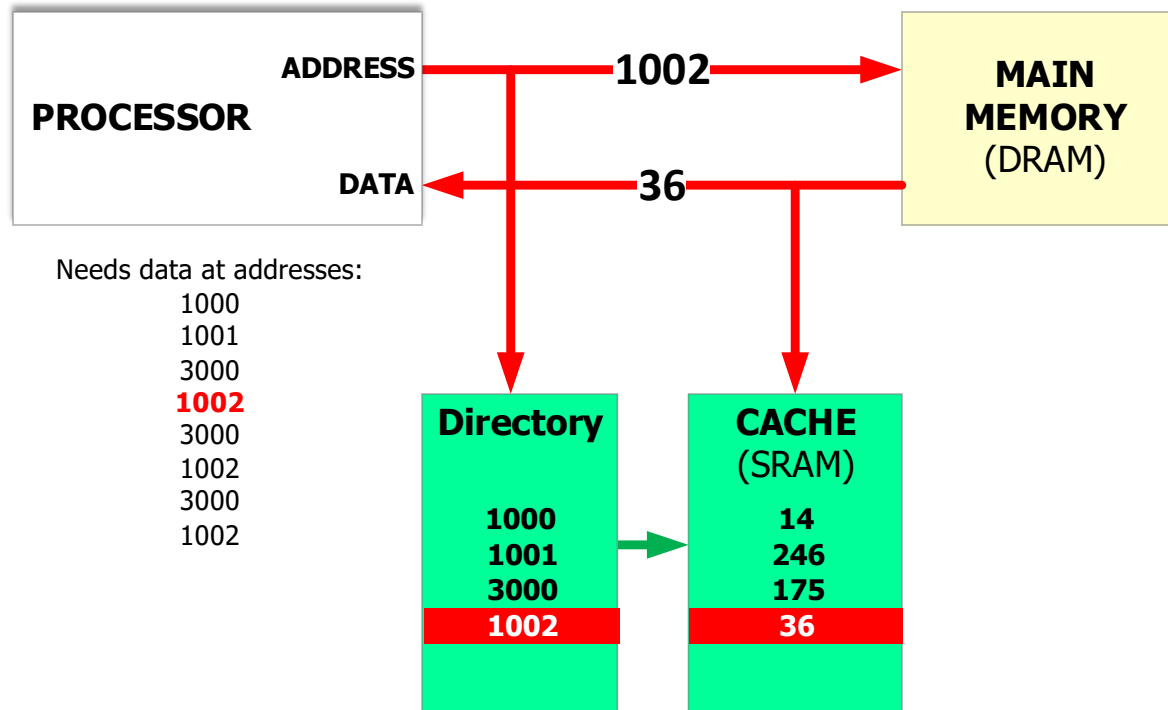 PROCESSOR
ADDRESS
DATA
1002
36
MAIN
MEMORY
(DRAM)
Needs data at addresses:
1000
1001
3000
1002
3000
1002
3000
1002
Directory
1000
1001
3000
1002
CACHE
(SRAM)
14
246
175
36